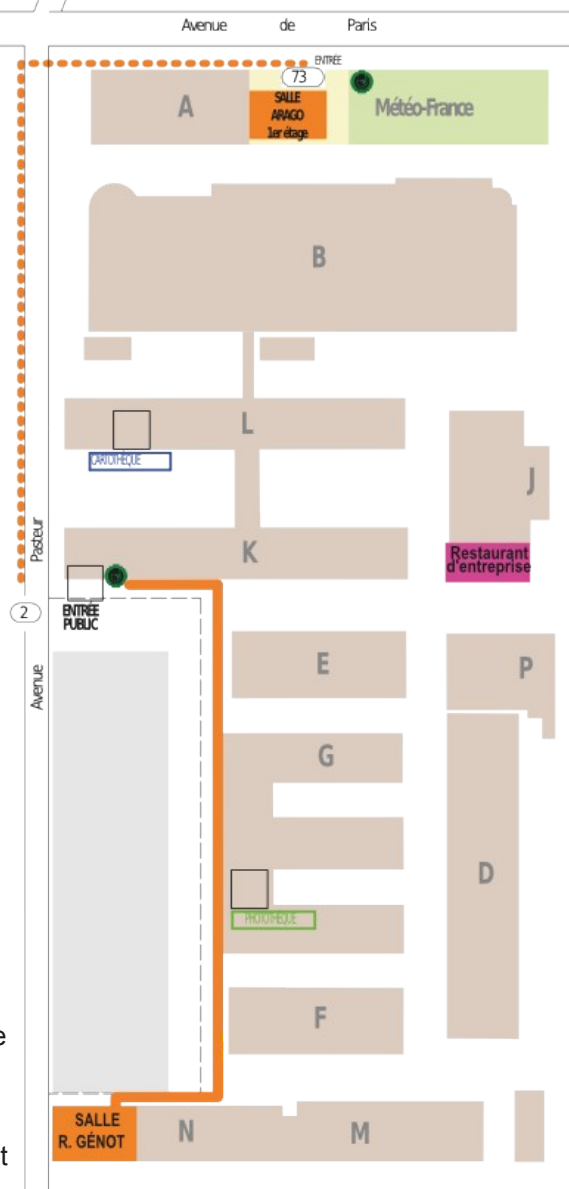 Avenue de Paris
ENTRÉE
73
A
SALLE
ARAGO
1er étage
Météo-France
B
L
CARTOTHÈQUE
J
Pasteur
K
Restaurant
d'entreprise
2
ENTRÉE
PUBLIC
Avenue
E
P
G
D
PHOTOTHÈQUE
F
e
SALLE
R. GÉNOT
N
M
t